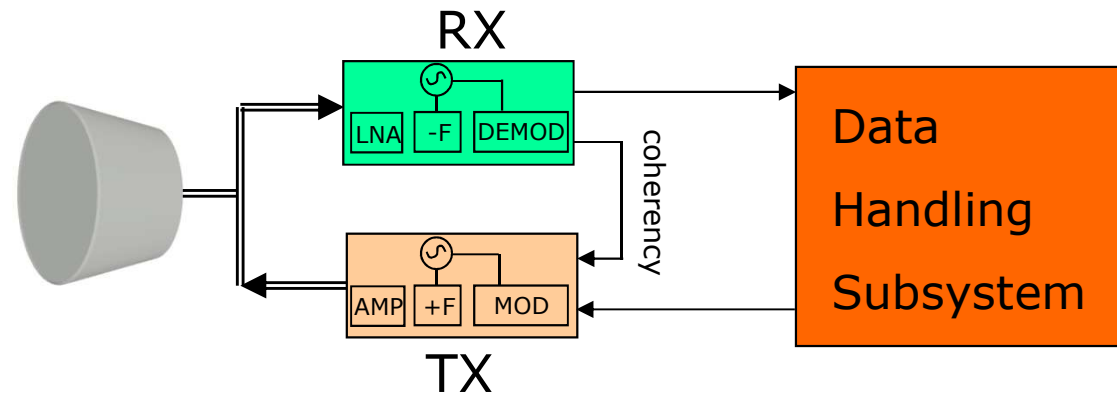 RX
LNA
-F
DEMOD
coherency
AMP
+F
MOD
TX
Data
Handling
Subsystem